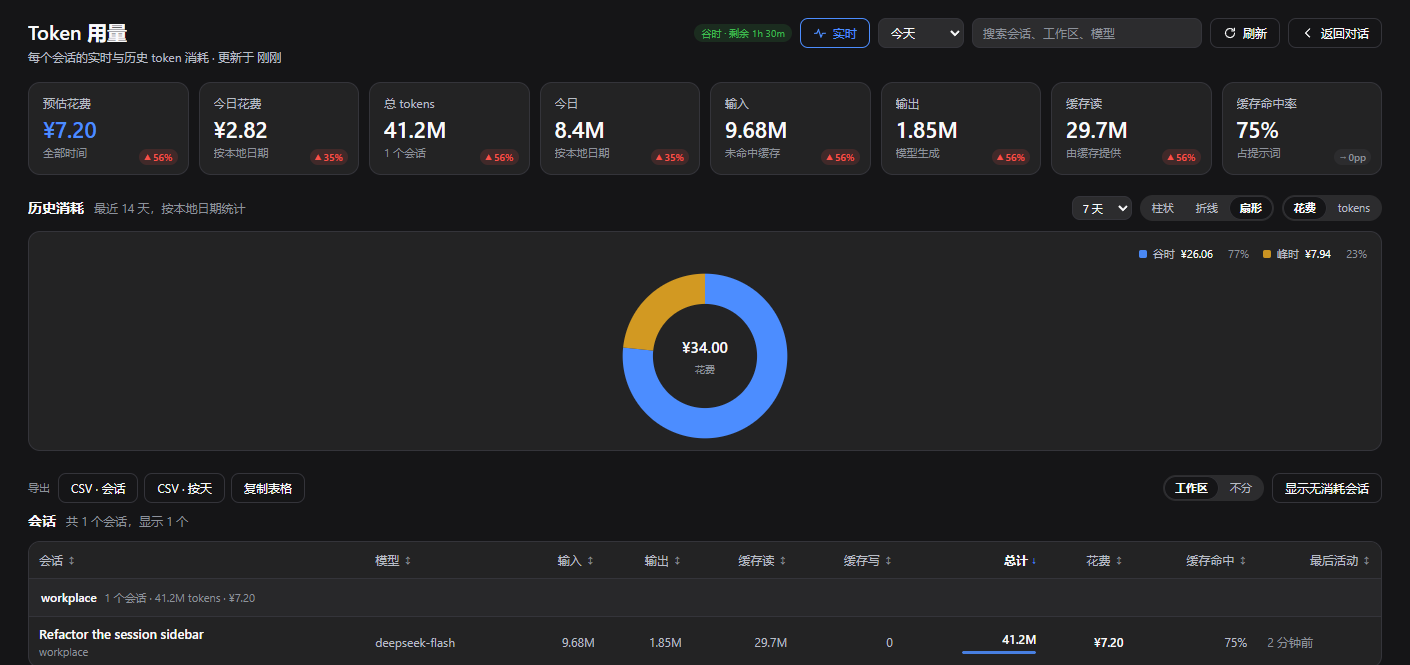 Token 用量
每个会话的实时与历史 token 消耗 · 更新于 刚刚
谷时 · 剩余 1h 30m
实时
今天
搜索会话、工作区、模型
刷新
返回对话
预估花费
¥7.20
全部时间
▲56%
今日花费
¥2.82
按本地日期
▲35%
总 tokens
41.2M
1 个会话
▲56%
今日
8.4M
按本地日期
▲35%
输入
9.68M
未命中缓存
▲56%
输出
1.85M
模型生成
▲56%
缓存读
29.7M
由缓存提供
▲56%
缓存命中率
75%
占提示词
→0pp
历史消耗 最近 14 天，按本地日期统计
7 天
柱状 折线 扇形
花费 tokens
谷时 ¥26.06 77% 峰时 ¥7.94 23%
¥34.00
花费
导出 CSV · 会话 CSV · 按天 复制表格
工作区 不分 显示无消耗会话
会话 共 1 个会话，显示 1 个
会话 ↕ 模型 ↕ 输入 ↕ 输出 ↕ 缓存读 ↕ 缓存写 ↕ 总计 ↓ 花费 ↕ 缓存命中 ↕ 最后活动 ↕
workplace 1 个会话 · 41.2M tokens · ¥7.20
Refactor the session sidebar
workplace
deepseek-flash 9.68M 1.85M 29.7M 0 41.2M ¥7.20 75% 2 分钟前